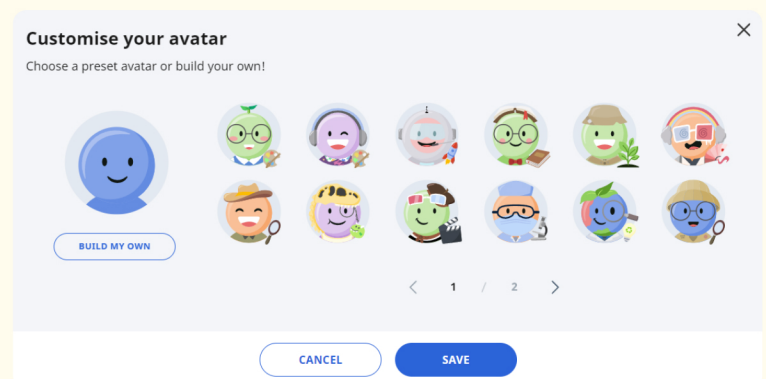 Customise your avatar
Choose a preset avatar or build your own!
BUILD MY OWN
1 / 2
CANCEL
SAVE